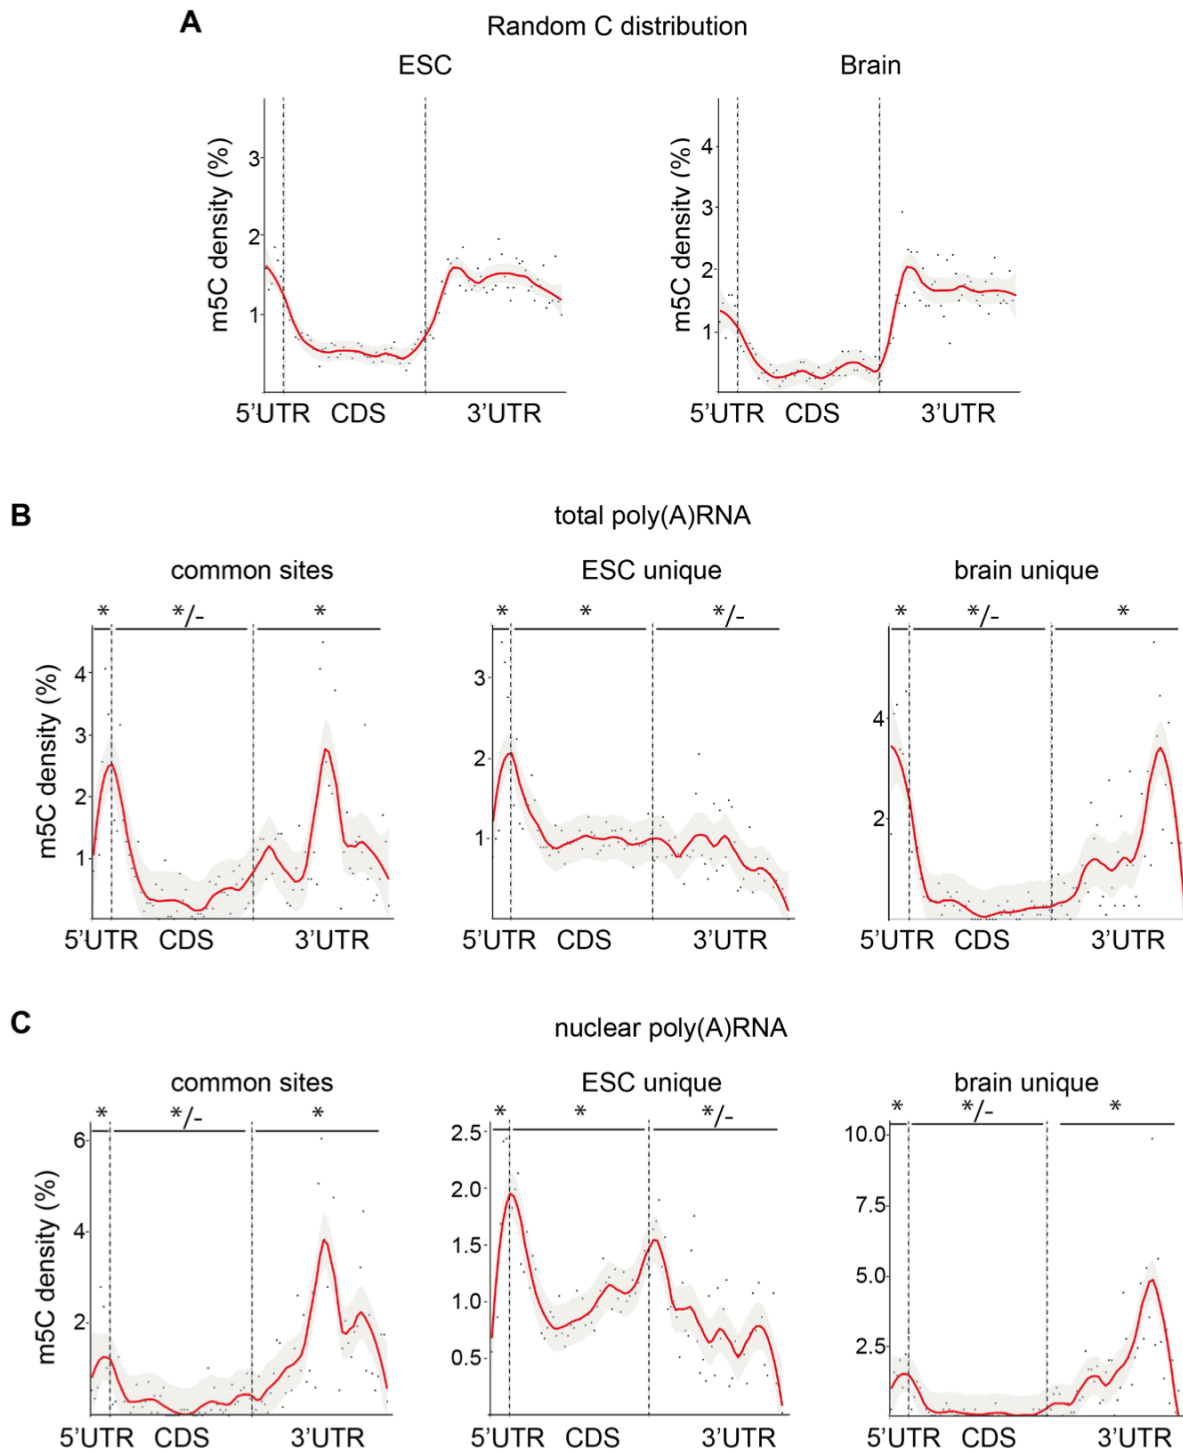 A
Random C distribution
ESC
Brain
m5C density (%)
3
2
1
5'UTR CDS 3'UTR
m5C density (%)
4
3
2
1
5'UTR CDS 3'UTR
B
total poly(A)RNA
common sites
ESC unique
brain unique
* */- *
m5C density (%)
4
3
2
1
5'UTR CDS 3'UTR
* * */-
3
2
1
5'UTR CDS 3'UTR
* */- *
4
2
5'UTR CDS 3'UTR
C
nuclear poly(A)RNA
common sites
ESC unique
brain unique
* */- *
m5C density (%)
6
4
2
5'UTR CDS 3'UTR
* * */-
2.5
2.0
1.5
1.0
0.5
5'UTR CDS 3'UTR
* */- *
10.0
7.5
5.0
2.5
5'UTR CDS 3'UTR